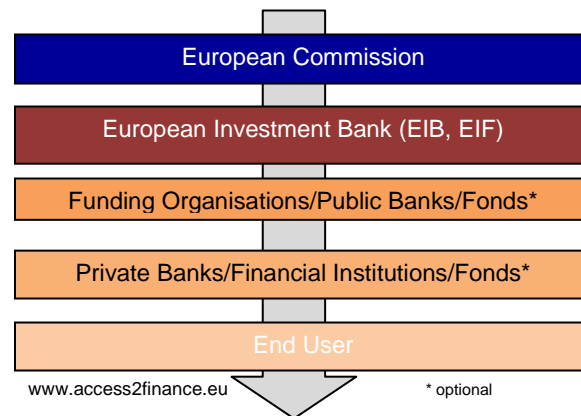 European Commission
European Investment Bank (EIB, EIF)
Funding Organisations/Public Banks/Fonds*
Private Banks/Financial Institutions/Fonds*
End User
www.access2finance.eu
* optional